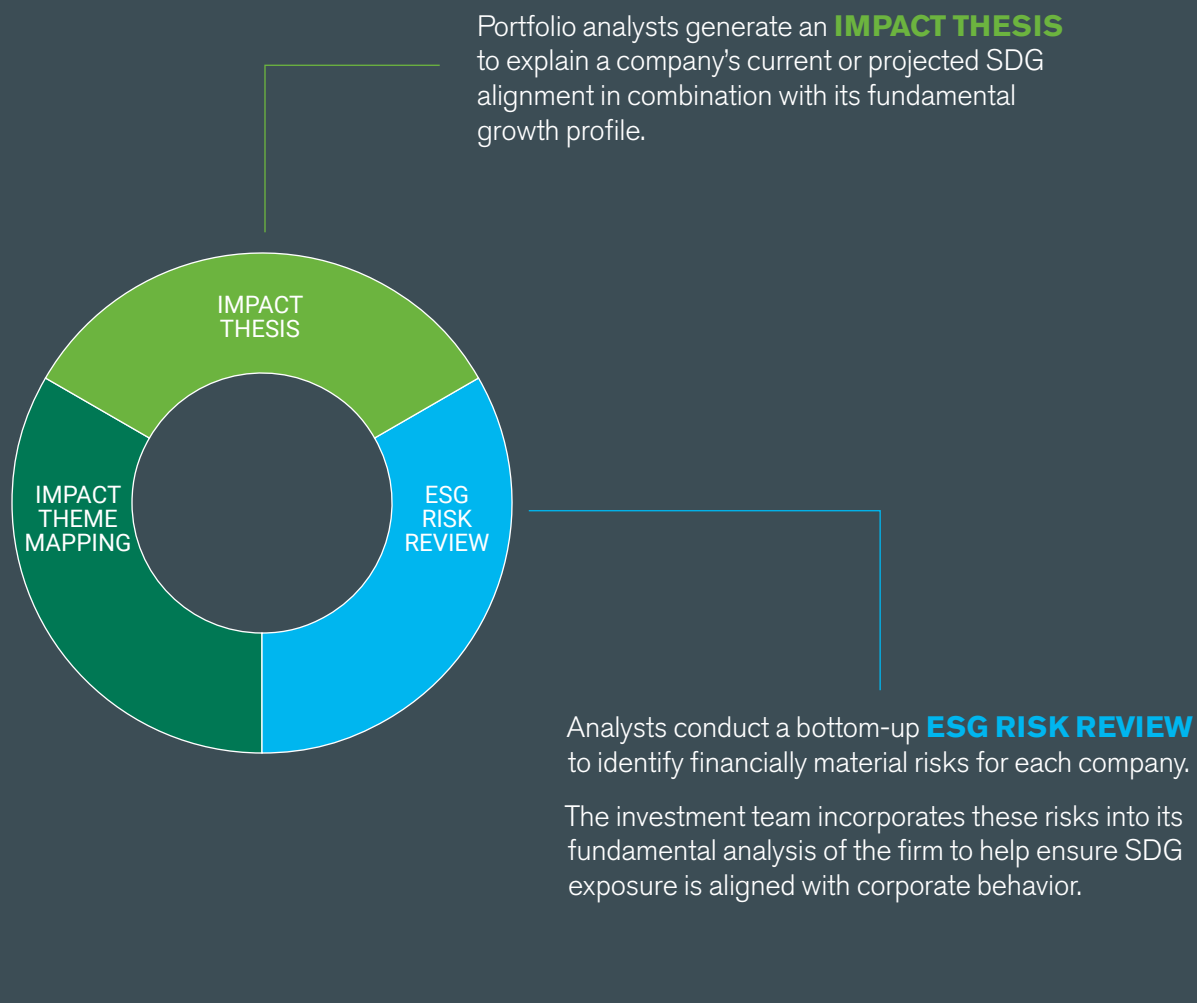 Portfolio analysts generate an IMPACT THESIS
to explain a company’s current or projected SDG
alignment in combination with its fundamental
growth profile.
IMPACT
THESIS
IMPACT
THEME
MAPPING
ESG
RISK
REVIEW
Analysts conduct a bottom-up ESG RISK REVIEW
to identify financially material risks for each company.
The investment team incorporates these risks into its
fundamental analysis of the firm to help ensure SDG
exposure is aligned with corporate behavior.